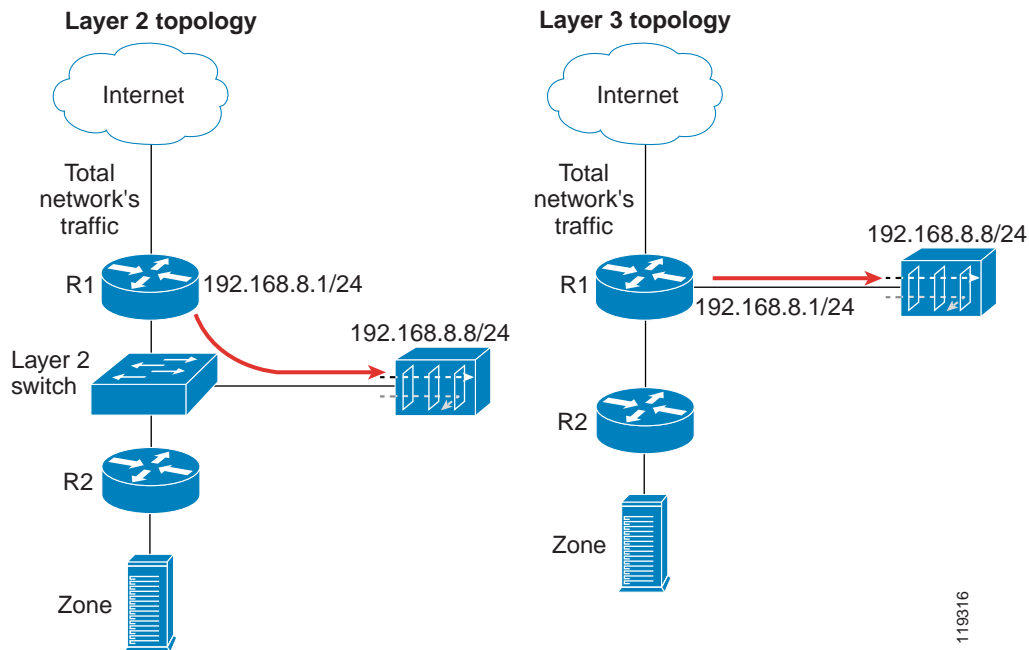 Layer 2 topology
Internet
Total
network's
traffic
R1
192.168.8.1/24
192.168.8.8/24
Layer 2
switch
R2
Zone
Layer 3 topology
Internet
Total
network's
traffic
192.168.8.8/24
R1
192.168.8.1/24
R2
Zone
119316